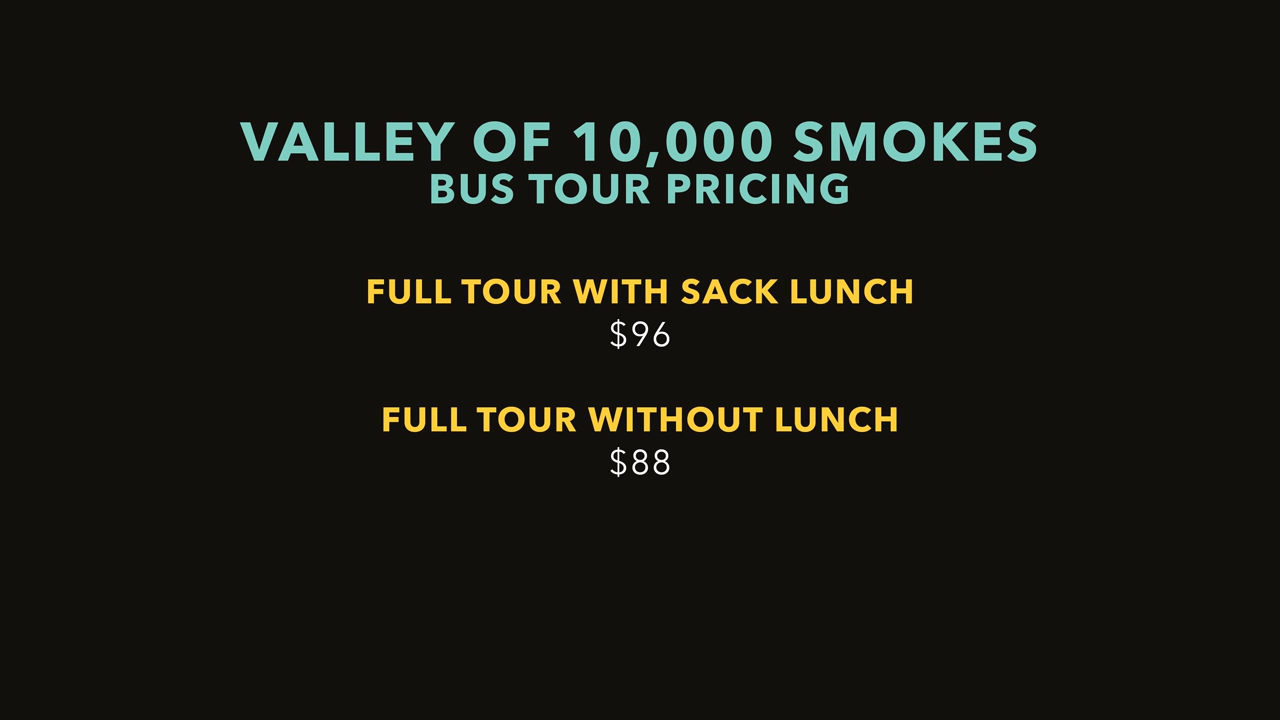 VALLEY OF 10,000 SMOKES
BUS TOUR PRICING
FULL TOUR WITH SACK LUNCH
$96
FULL TOUR WITHOUT LUNCH
$88